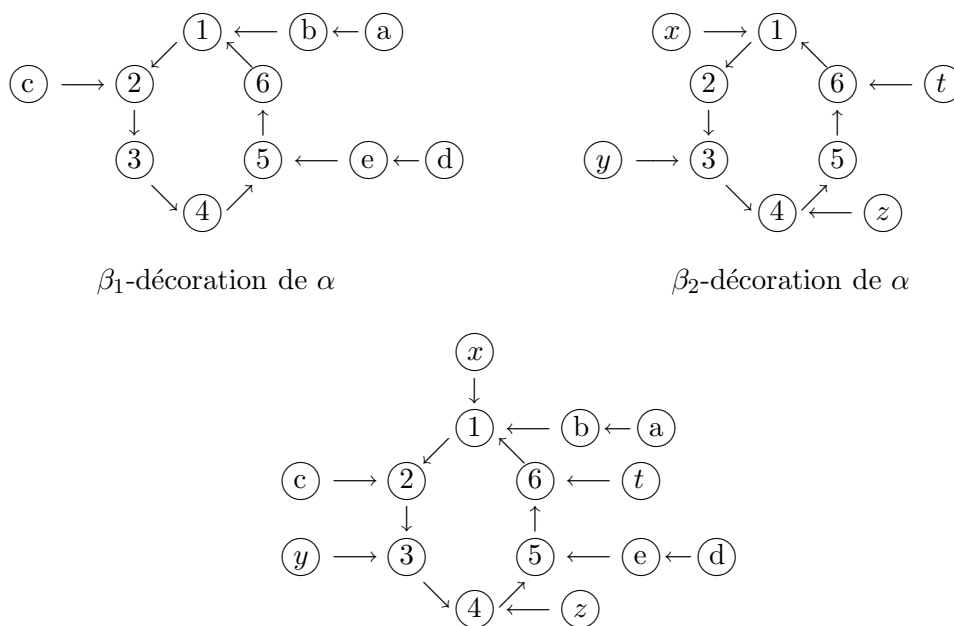 1 b a x 1
c 2 6 2 6 t
3 5 e d y 3 5
4 4 z
β₁-décoration de α β₂-décoration de α
x
1 b a
c 2 6 t
y 3 5 e d
4 z